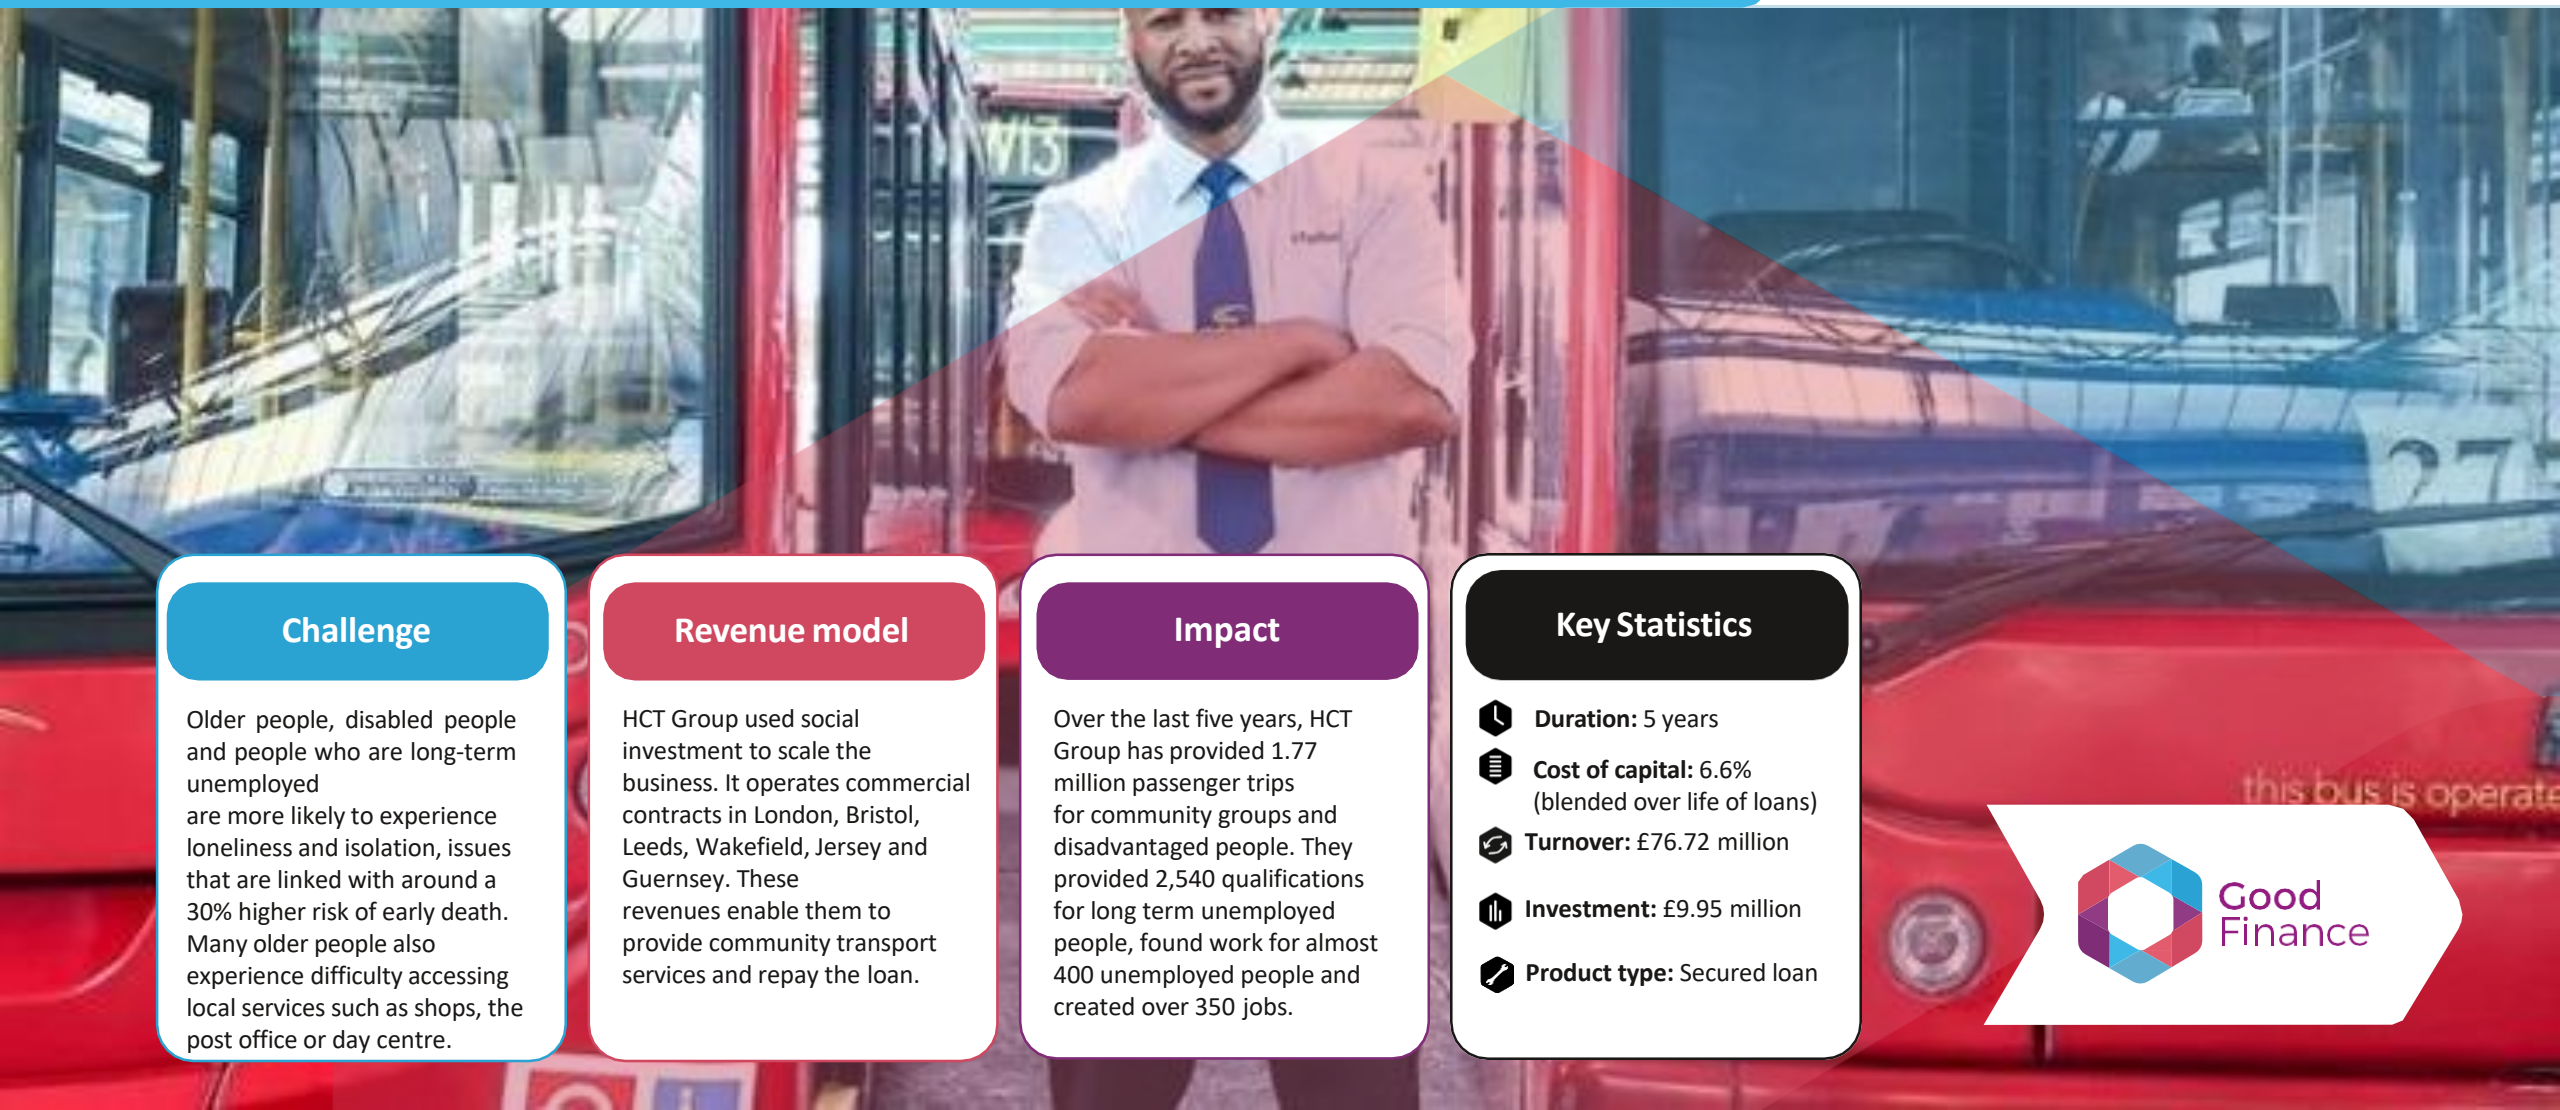 V13
27
this bus is operate
Challenge
Older people, disabled people
and people who are long-term
unemployed
are more likely to experience
loneliness and isolation, issues
that are linked with around a
30% higher risk of early death.
Many older people also
experience difficulty accessing
local services such as shops, the
post office or day centre.
Revenue model
HCT Group used social
investment to scale the
business. It operates commercial
contracts in London, Bristol,
Leeds, Wakefield, Jersey and
Guernsey. These
revenues enable them to
provide community transport
services and repay the loan.
Impact
Over the last five years, HCT
Group has provided 1.77
million passenger trips
for community groups and
disadvantaged people. They
provided 2,540 qualifications
for long term unemployed
people, found work for almost
400 unemployed people and
created over 350 jobs.
Key Statistics
Duration: 5 years
Cost of capital: 6.6%
(blended over life of loans)
Turnover: £76.72 million
Investment: £9.95 million
Product type: Secured loan
Good
Finance